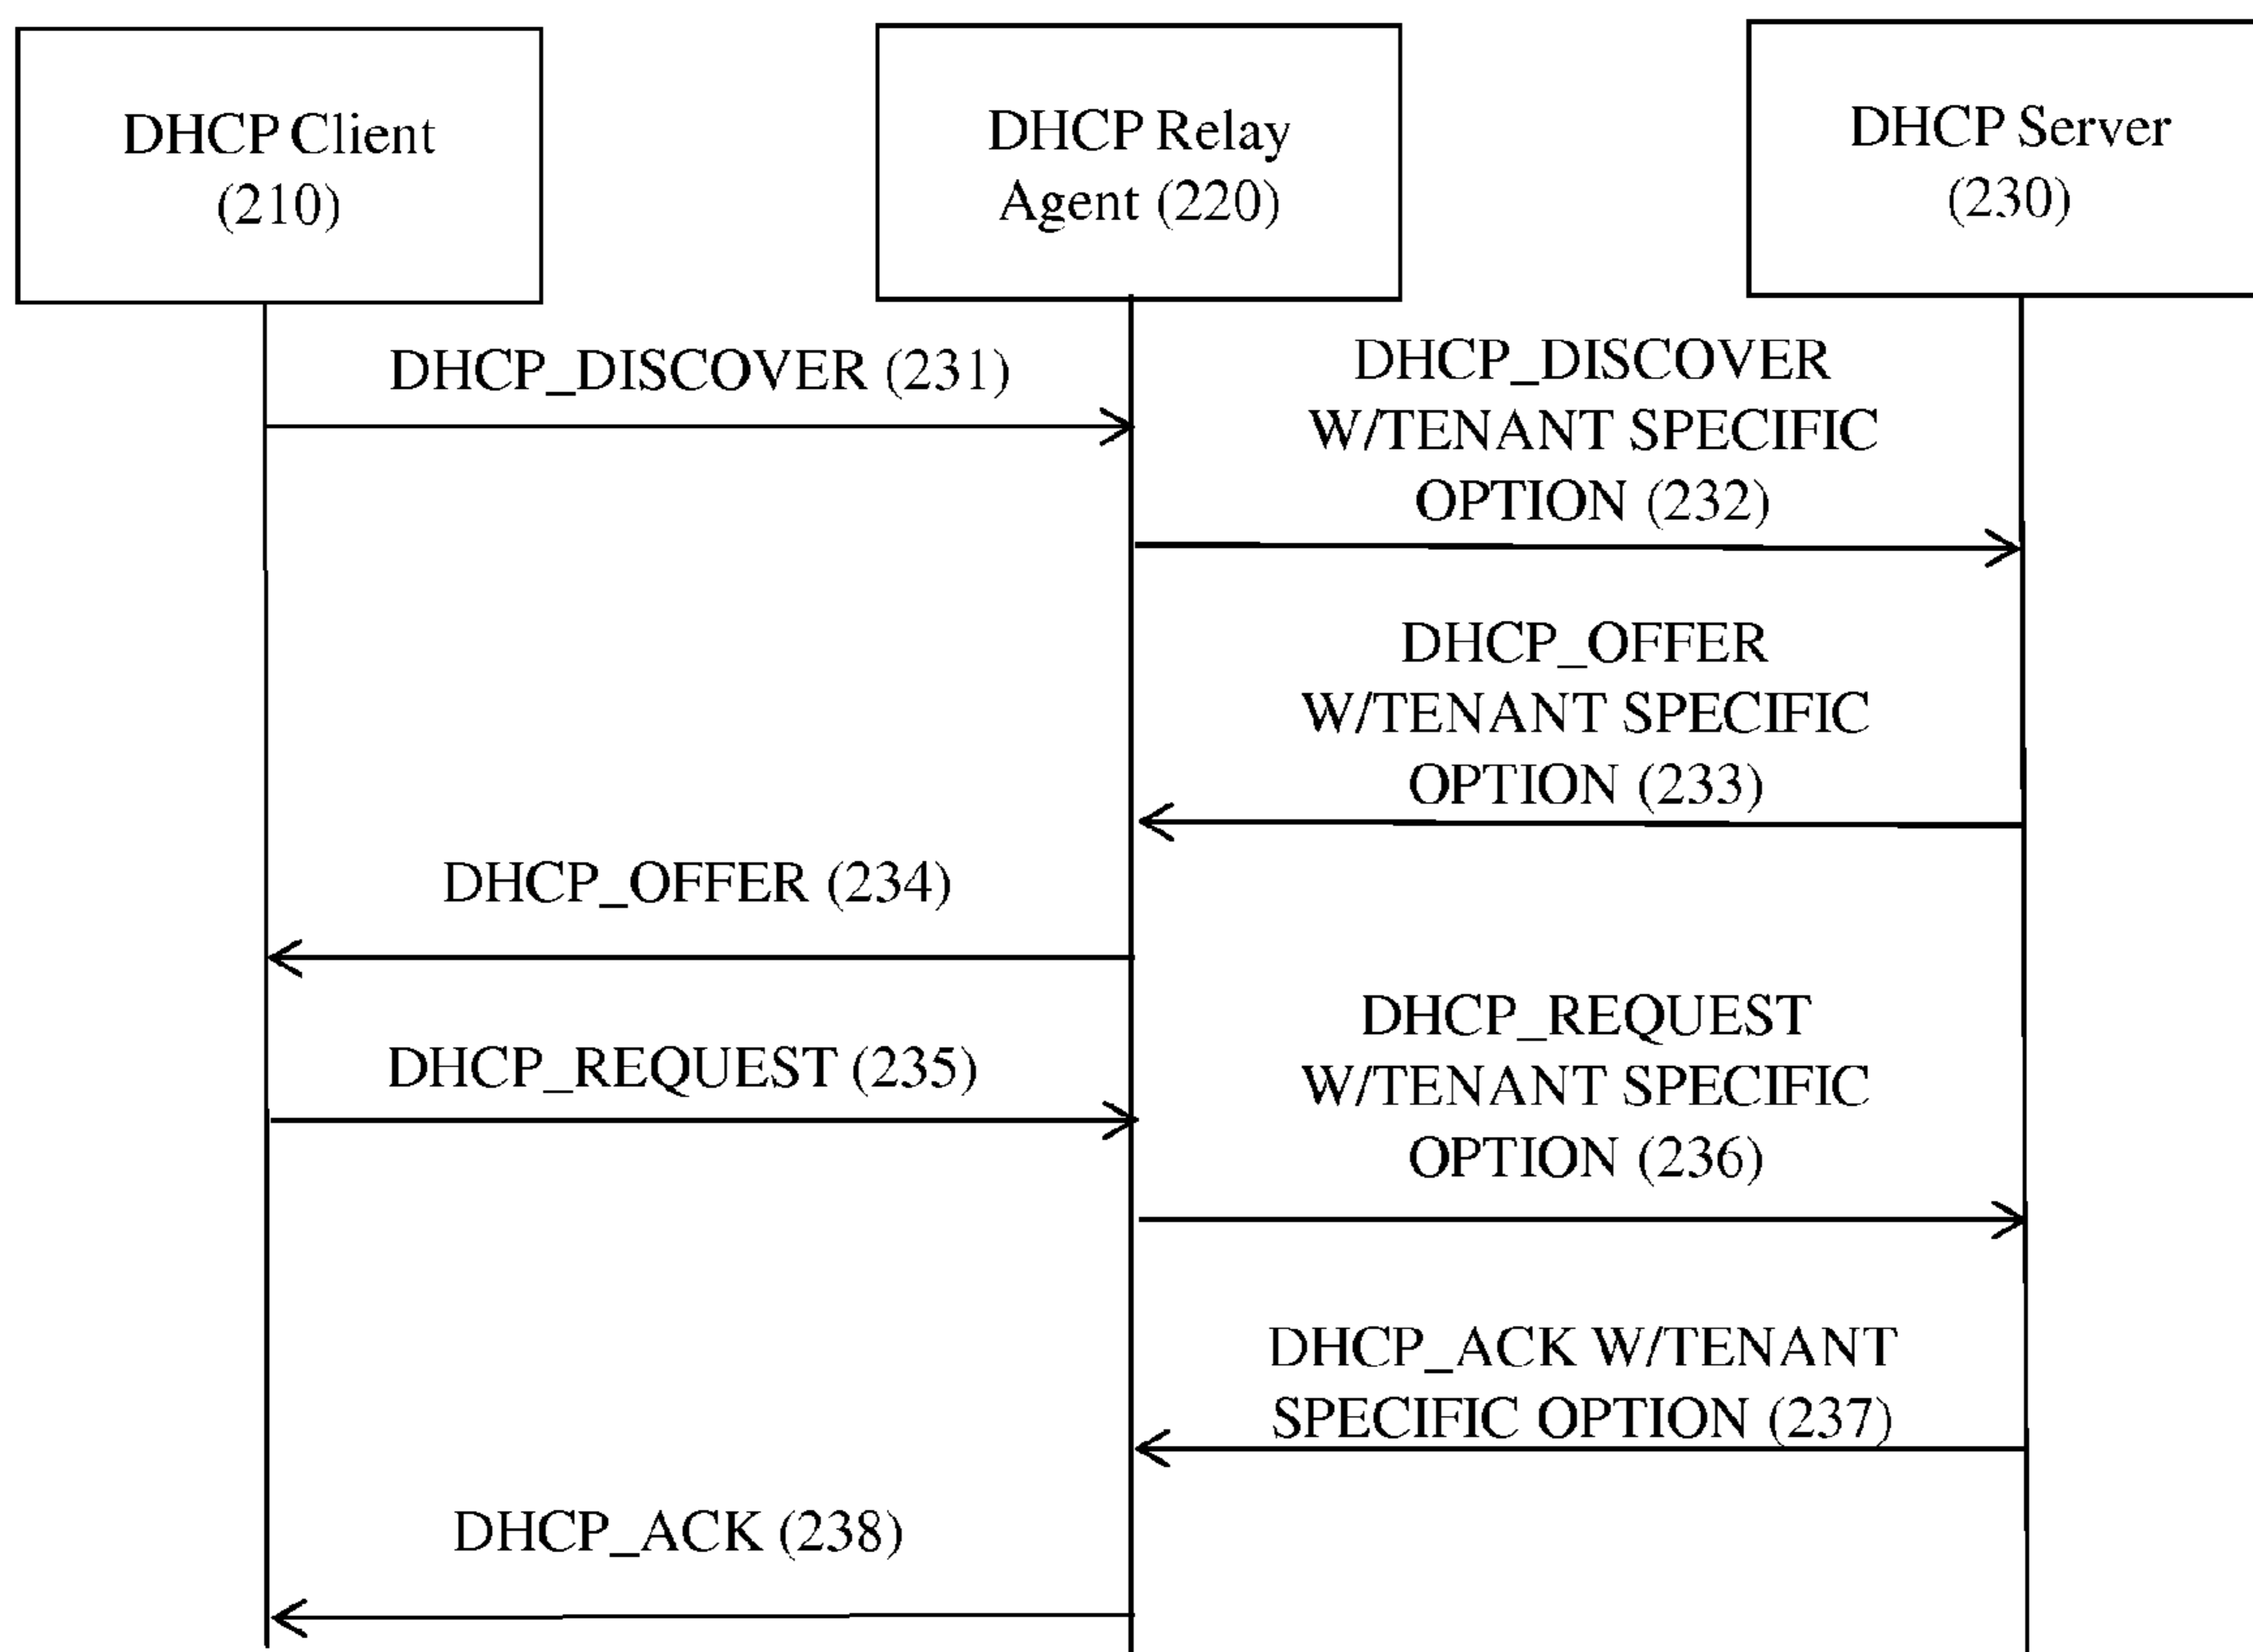 DHCP Client
(210)
DHCP Relay
Agent (220)
DHCP Server
(230)
DHCP_DISCOVER (231)
DHCP_DISCOVER
W/TENANT SPECIFIC
OPTION (232)
DHCP_OFFER
W/TENANT SPECIFIC
OPTION (233)
DHCP_OFFER (234)
DHCP_REQUEST (235)
DHCP_REQUEST
W/TENANT SPECIFIC
OPTION (236)
DHCP_ACK W/TENANT
SPECIFIC OPTION (237)
DHCP_ACK (238)